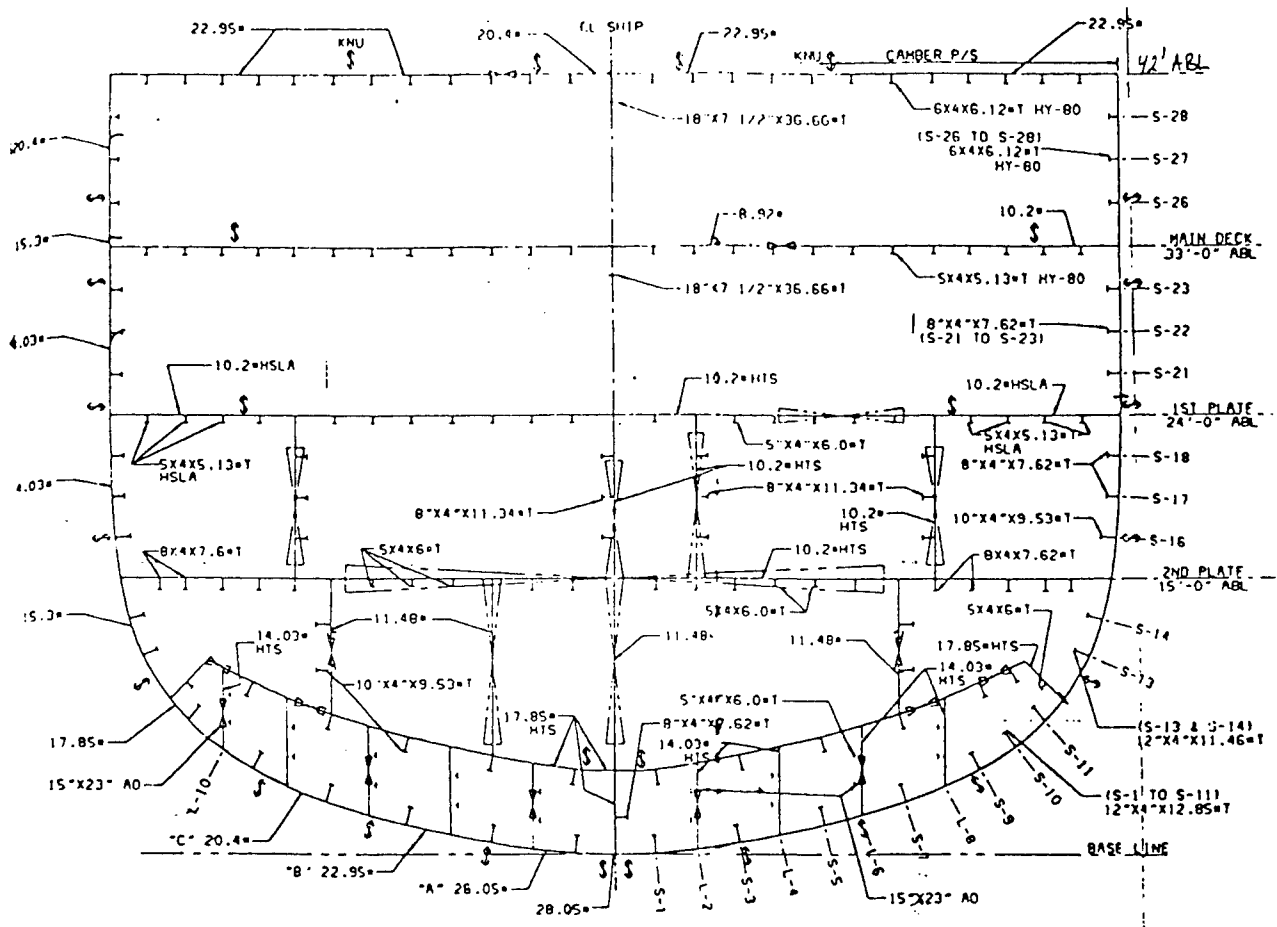 22.95#
KNU
20.4#
CL SHIP
22.95#
KNU
CAMBER P/S
22.95#
42' ABL
18"X7 1/2"X36.66#T
6X4X6.12#T HY-80
S-28
20.4#
(S-26 TO S-28)
6X4X6.12#T
HY-80
S-27
S-26
15.3#
8.92#
10.2#
MAIN DECK
33'-0" ABL
18"X7 1/2"X36.66#T
5X4X5.13#T HY-80
S-23
4.03#
8"X4"X7.62#T
(S-21 TO S-23)
S-22
10.2#HSLA
10.2#HTS
10.2#HSLA
S-21
1ST PLATE
24'-0" ABL
5X4X5.13#T
HSLA
5"X4"X6.0#T
5X4X5.13#T
HSLA
8"X4"X7.62#T
S-18
4.03#
10.2#HTS
8"X4"X11.34#T
8"X4"X11.34#T
S-17
10.2#
HTS
10"X4"X9.53#T
S-16
8X4X7.6#T
5X4X6#T
10.2#HTS
8X4X7.62#T
2ND PLATE
15'-0" ABL
5X4X6.0#T
5X4X6#T
15.3#
11.48#
11.48#
11.48#
S-14
14.03#
HTS
17.85#HTS
14.03#
HTS
S-13
10"X4"X9.53#T
5"X4"X6.0#T
17.85#
17.85#
HTS
8"X4"X7.62#T
14.03#
HTS
(S-13 & S-14)
12"X4"X11.46#T
15"X23" AO
L-10
S-11
S-10
(S-1 TO S-11)
12"X4"X12.85#T
S-9
L-8
S-7
L-6
S-5
L-4
S-3
L-2
S-1
"C" 20.4#
BASE LINE
"B" 22.95#
"A" 28.05#
28.05#
15"X23" AO